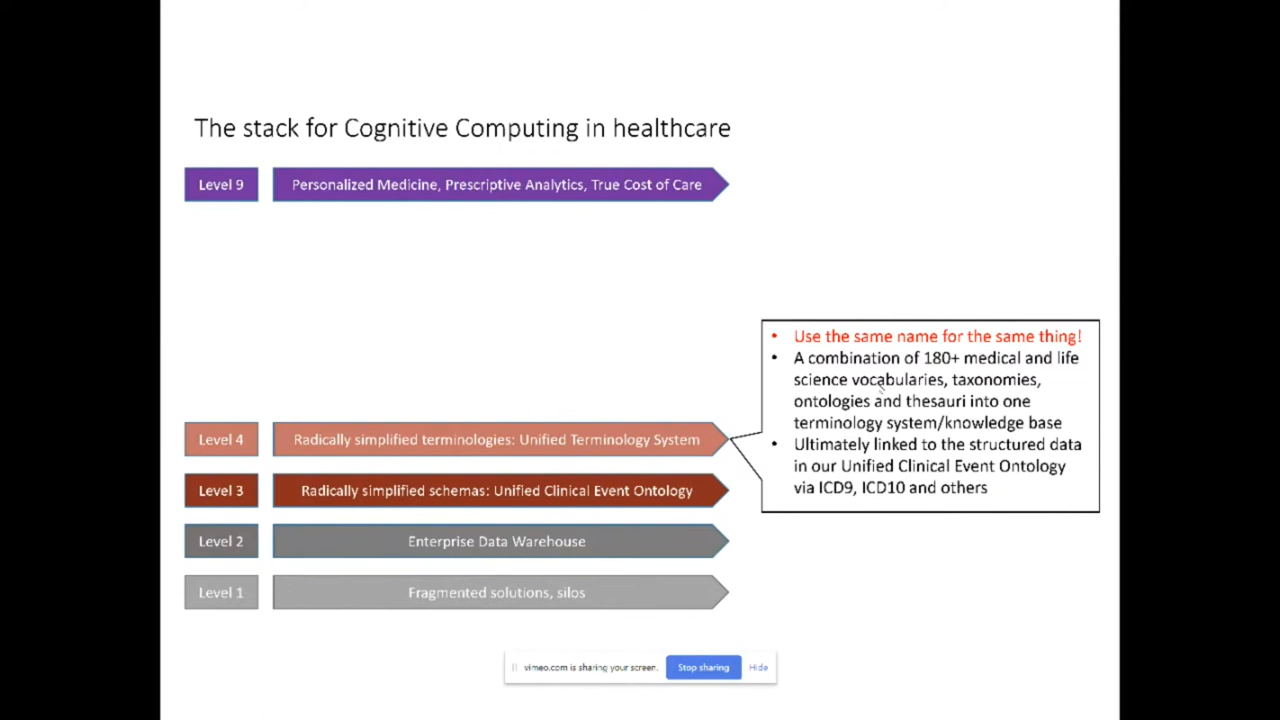 The stack for Cognitive Computing in healthcare
Level 9
Personalized Medicine, Prescriptive Analytics, True Cost of Care
• Use the same name for the same thing!
• A combination of 180+ medical and life
science vocabularies, taxonomies,
ontologies and thesauri into one
terminology system/knowledge base
• Ultimately linked to the structured data
in our Unified Clinical Event Ontology
via ICD9, ICD10 and others
Level 4
Radically simplified terminologies: Unified Terminology System
Level 3
Radically simplified schemas: Unified Clinical Event Ontology
Level 2
Enterprise Data Warehouse
Level 1
Fragmented solutions, silos
vimeo.com is sharing your screen.
Stop sharing
Hide